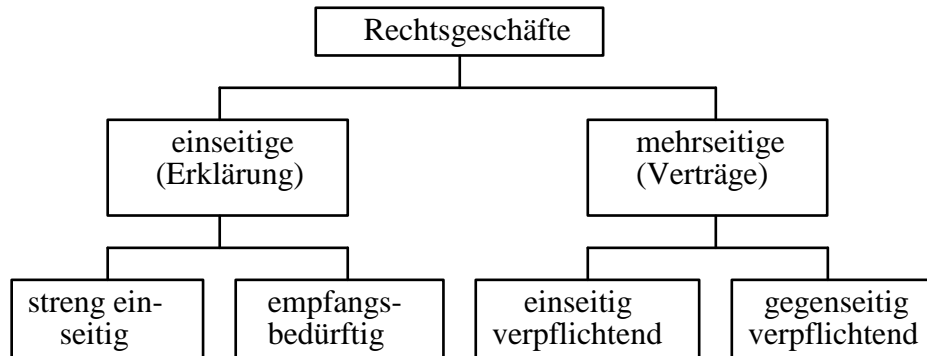 Rechtsgeschäfte
einseitige
(Erklärung)
mehrseitige
(Verträge)
streng ein-
seitig
empfangs-
bedürftig
einseitig
verpflichtend
gegenseitig
verpflichtend